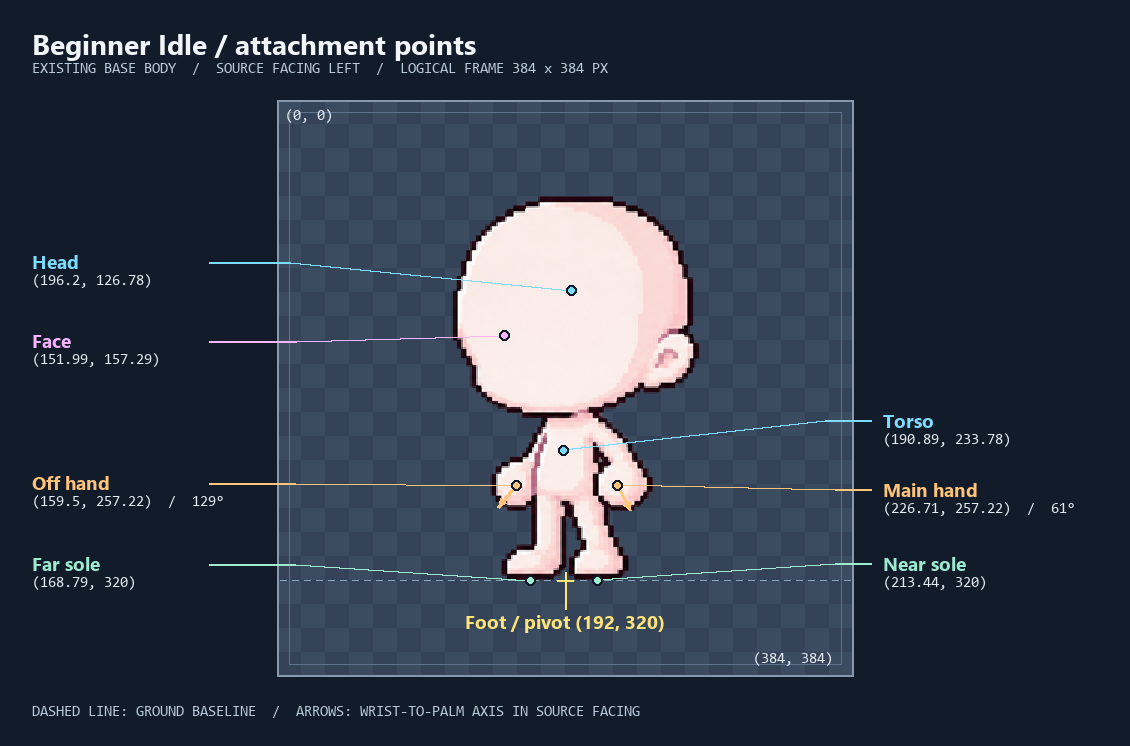 Beginner Idle / attachment points
EXISTING BASE BODY / SOURCE FACING LEFT / LOGICAL FRAME 384 x 384 PX
(0, 0)
Head
(196.2, 126.78)
Face
(151.99, 157.29)
Torso
(190.89, 233.78)
Off hand
(159.5, 257.22) / 129°
Main hand
(226.71, 257.22) / 61°
Far sole
(168.79, 320)
Near sole
(213.44, 320)
Foot / pivot (192, 320)
(384, 384)
DASHED LINE: GROUND BASELINE / ARROWS: WRIST-TO-PALM AXIS IN SOURCE FACING